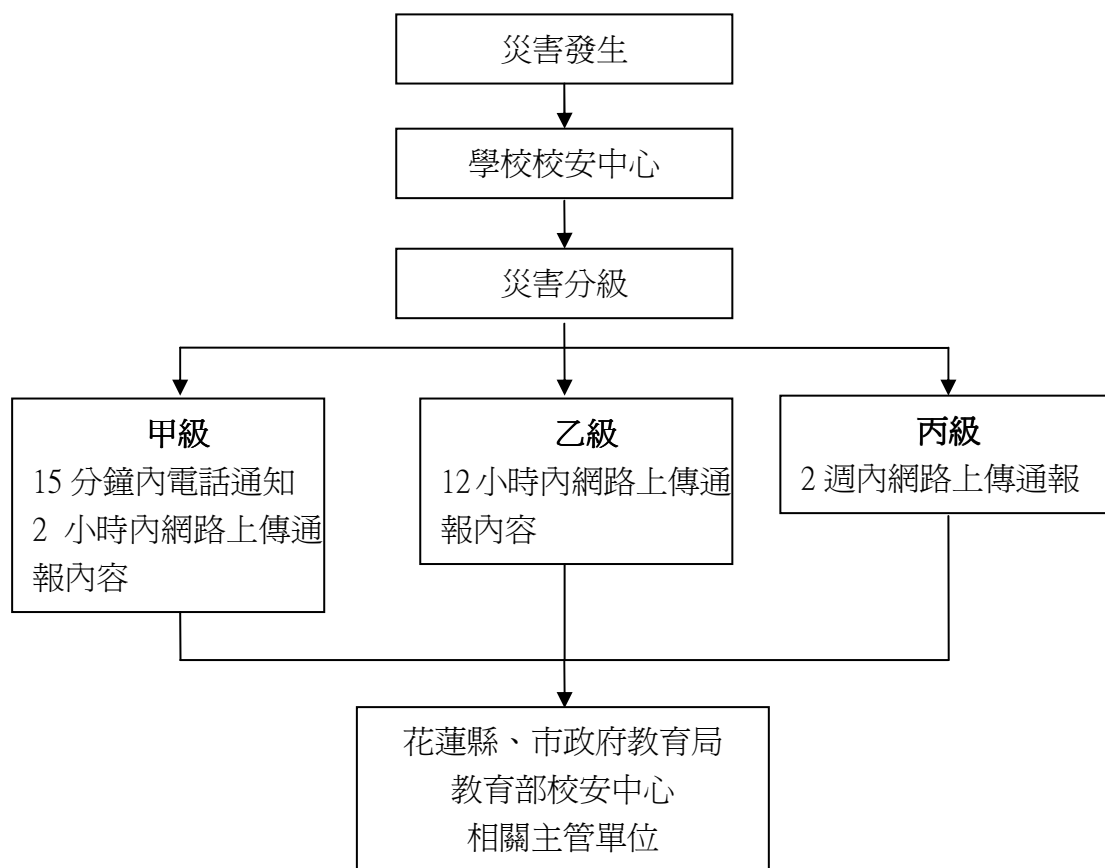 災害發生
學校校安中心
災害分級
甲級
15 分鐘內電話通知
2 小時內網路上傳通
報內容
乙級
12小時內網路上傳通
報內容
丙級
2 週內網路上傳通報
花蓮縣、市政府教育局
教育部校安中心
相關主管單位